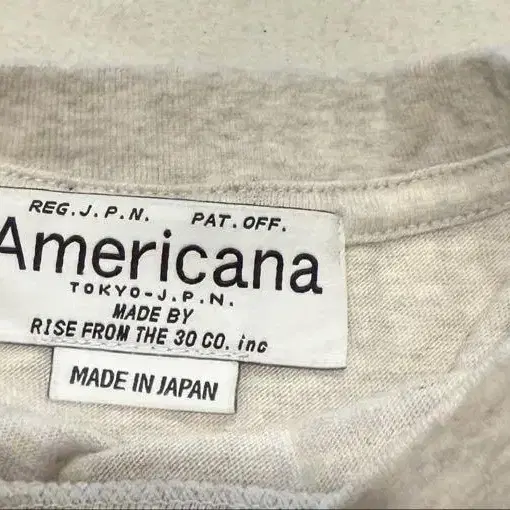 REG.J.P.N. PAT.OFF.
Americana
TOKYO-J.P.N.
MADE BY
RISE FROM THE 30 CO. inc
MADE IN JAPAN